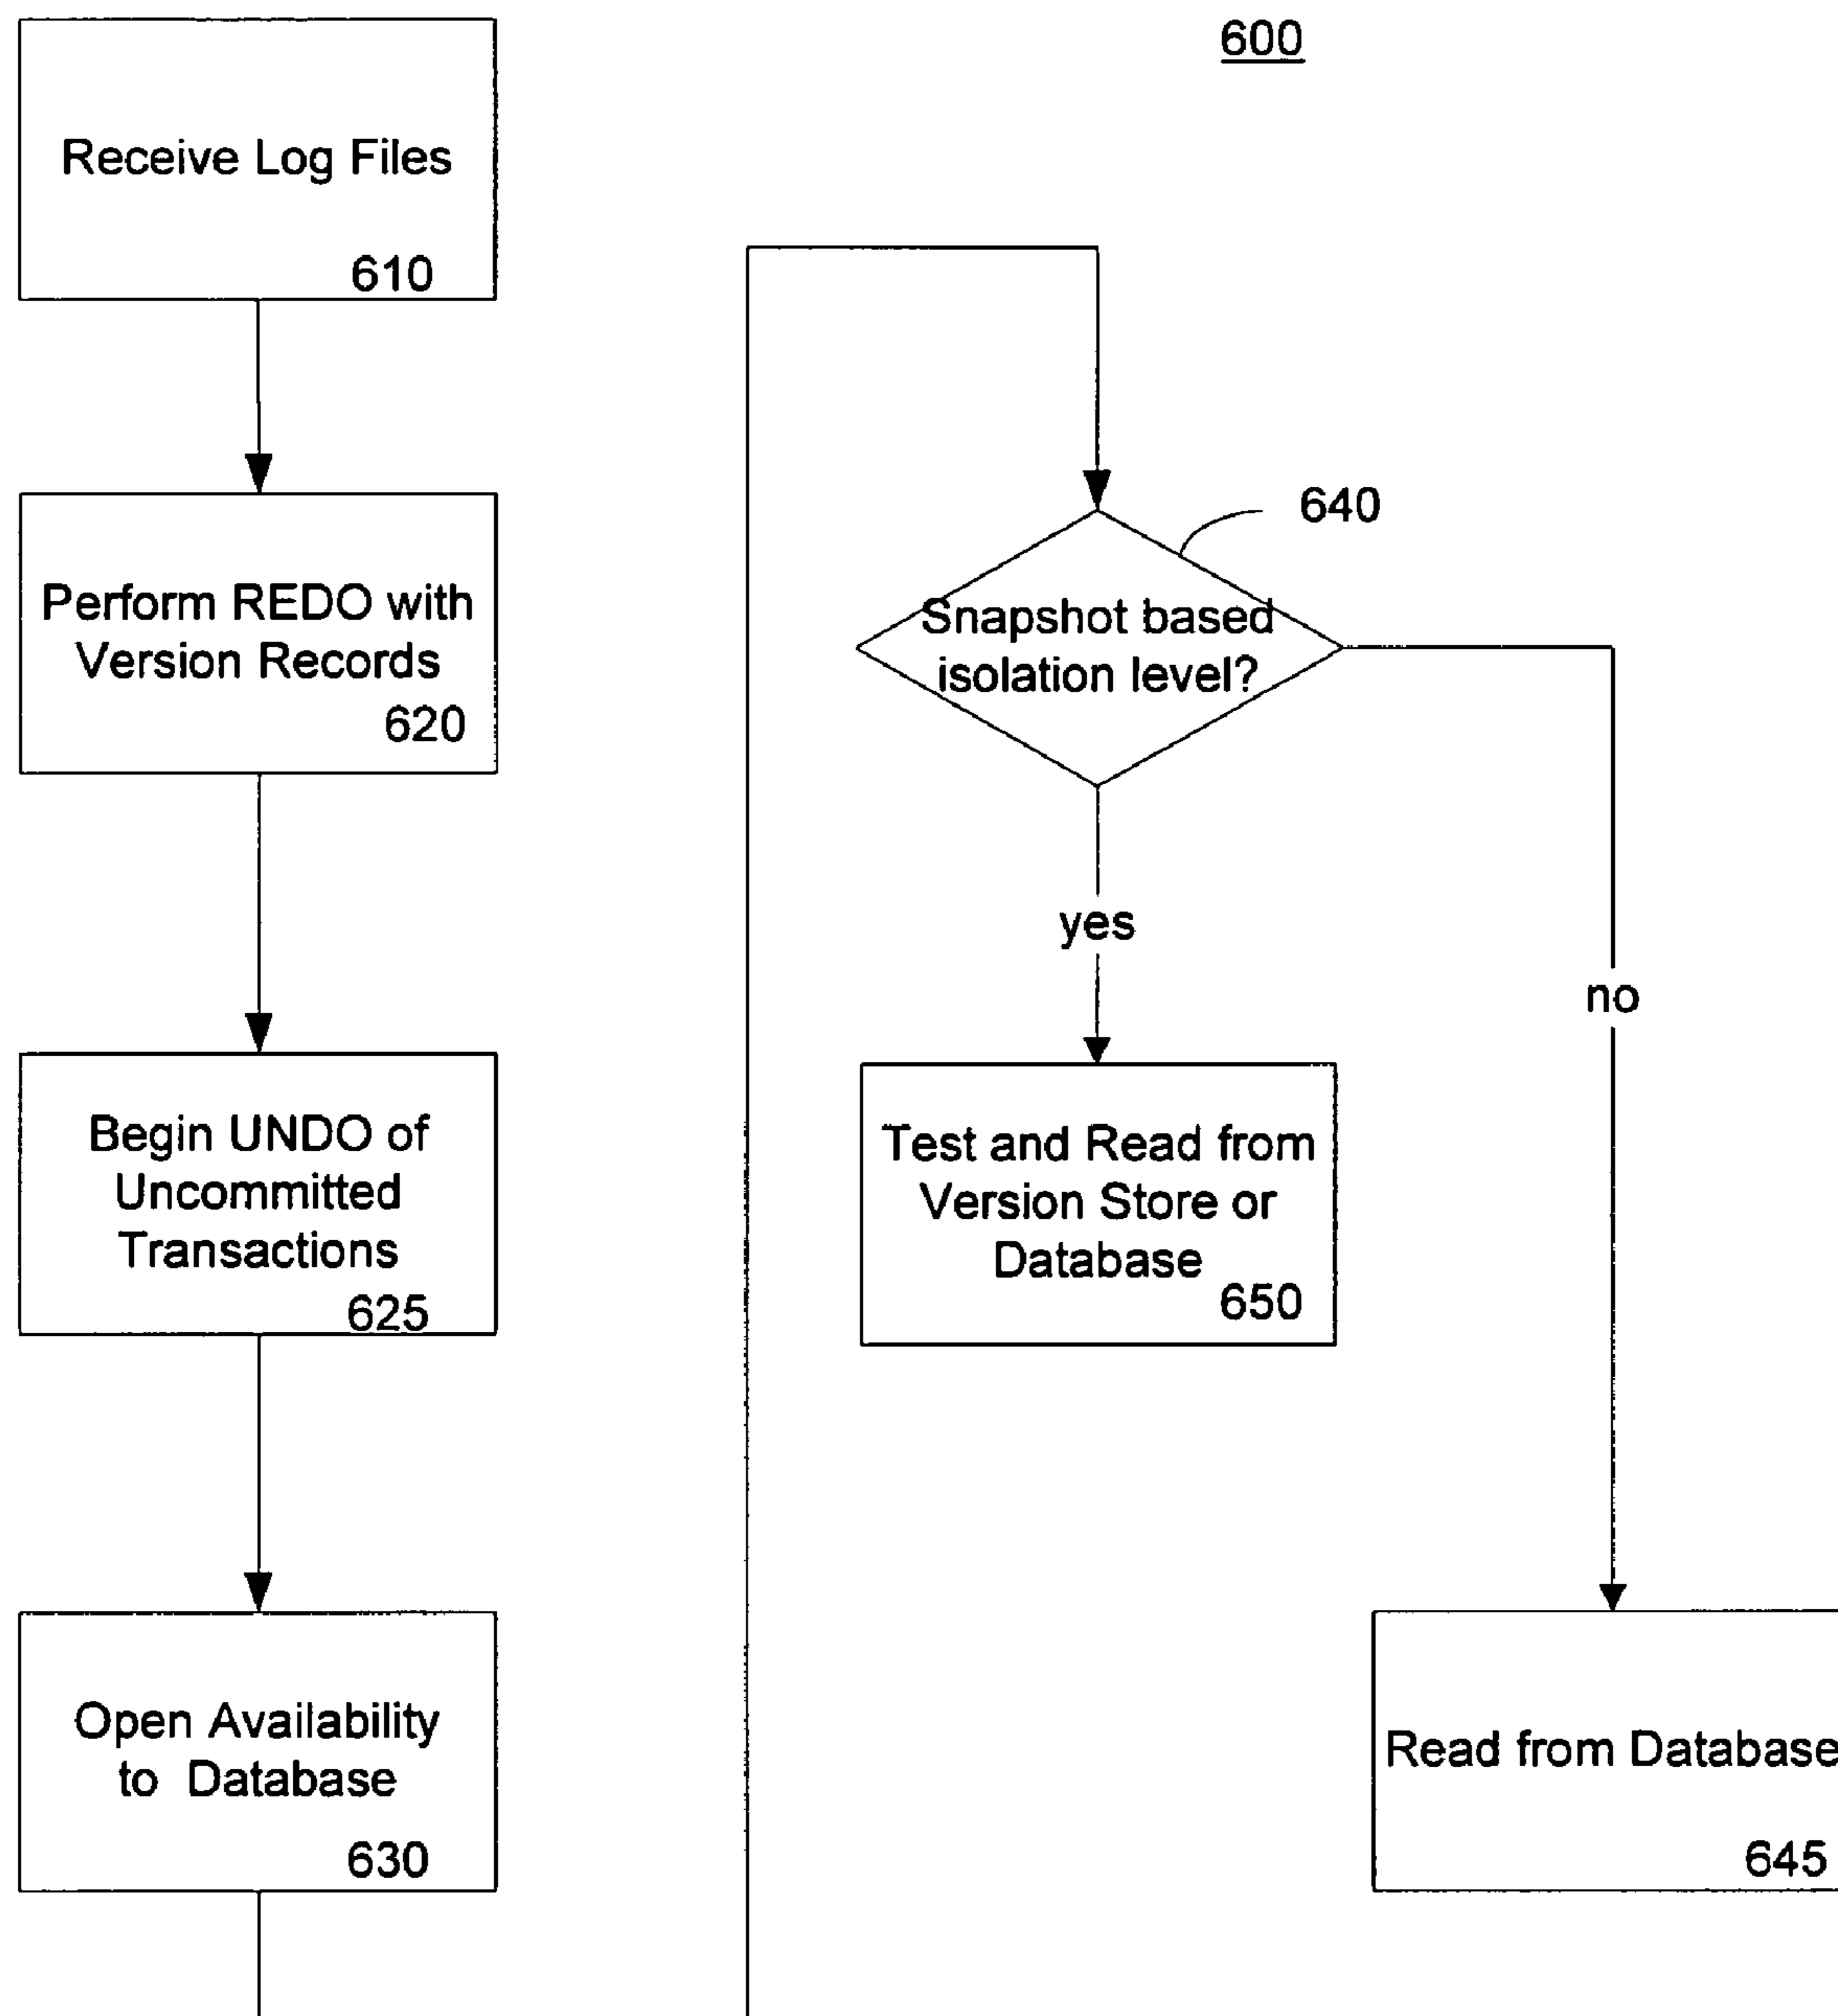 600
Receive Log Files
610
Perform REDO with
Version Records
620
Begin UNDO of
Uncommitted
Transactions
625
Open Availability
to Database
630
640
Snapshot based
isolation level?
yes
no
Test and Read from
Version Store or
Database
650
Read from Database
645